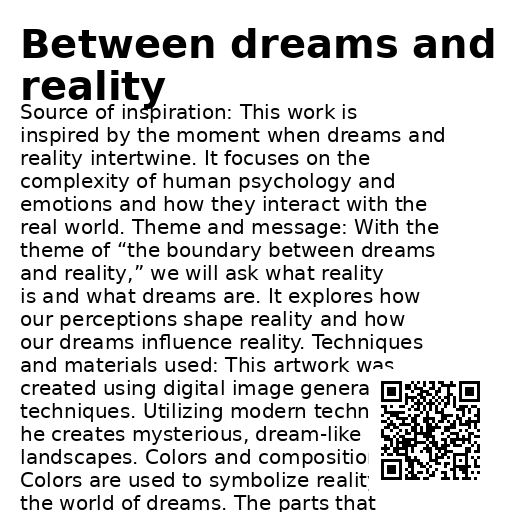 Between dreams and
reality
Source of inspiration: This work is
inspired by the moment when dreams and
reality intertwine. It focuses on the
complexity of human psychology and
emotions and how they interact with the
real world. Theme and message: With the
theme of “the boundary between dreams
and reality,” we will ask what reality
is and what dreams are. It explores how
our perceptions shape reality and how
our dreams influence reality. Techniques
and materials used: This artwork was
created using digital image genera
techniques. Utilizing modern techn
he creates mysterious, dream-like
landscapes. Colors and compositio
Colors are used to symbolize realit
the world of dreams. The parts that